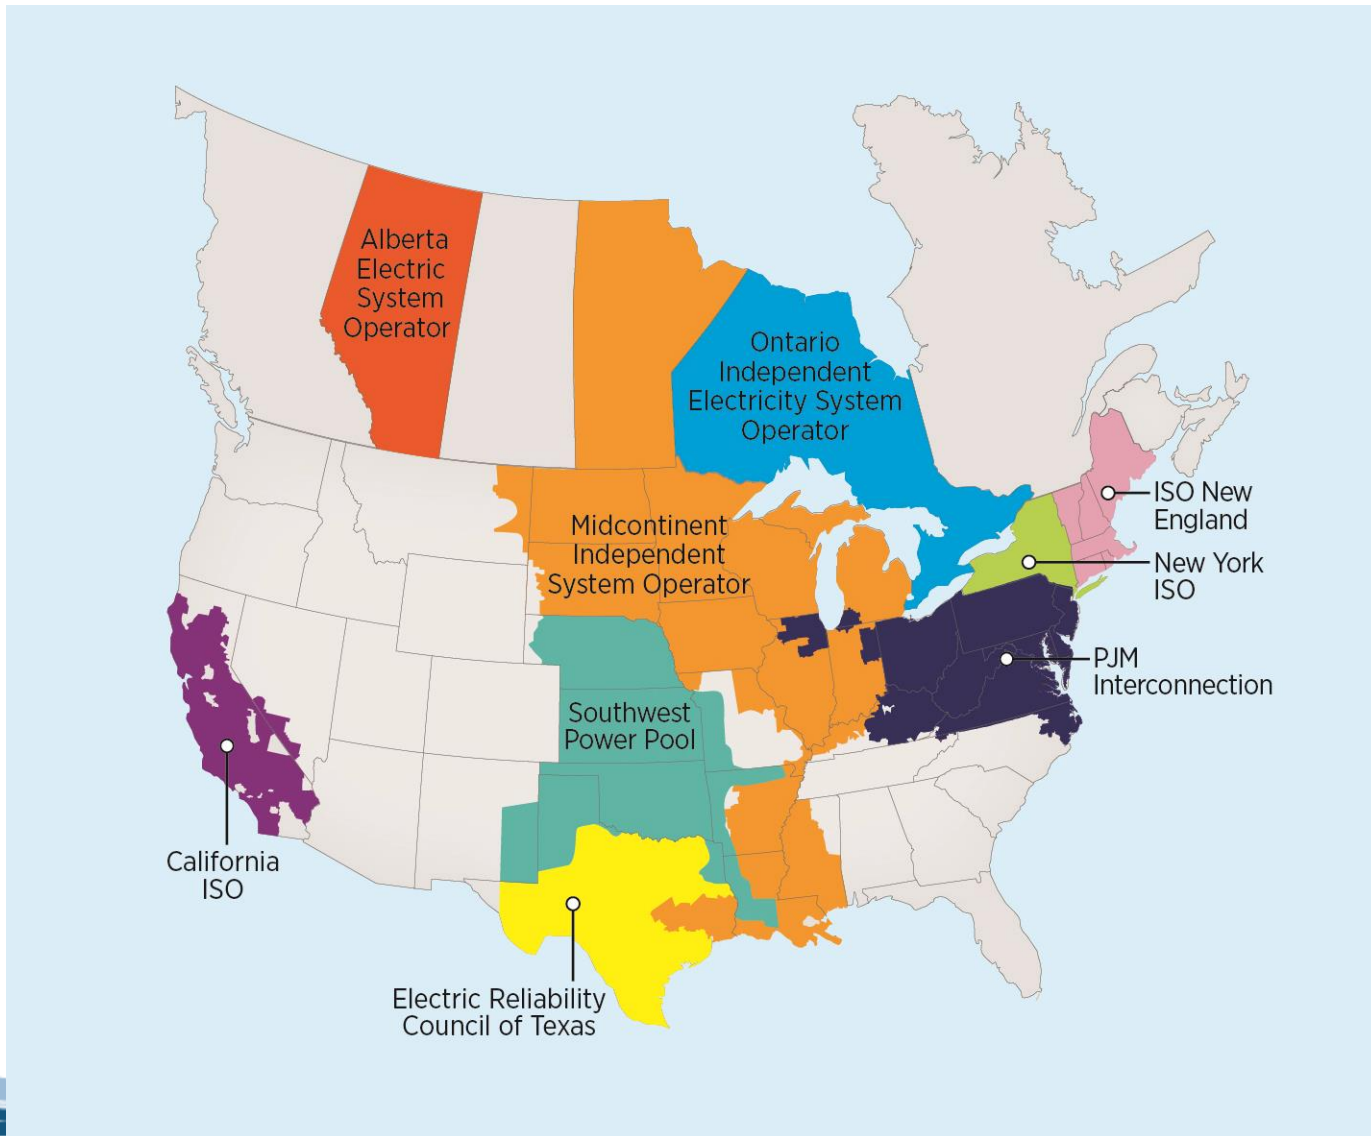 Alberta
Electric
System
Operator
Ontario
Independent
Electricity System
Operator
ISO New
England
Midcontinent
Independent
System Operator
New York
ISO
PJM
Interconnection
Southwest
Power Pool
California
ISO
Electric Reliability
Council of Texas